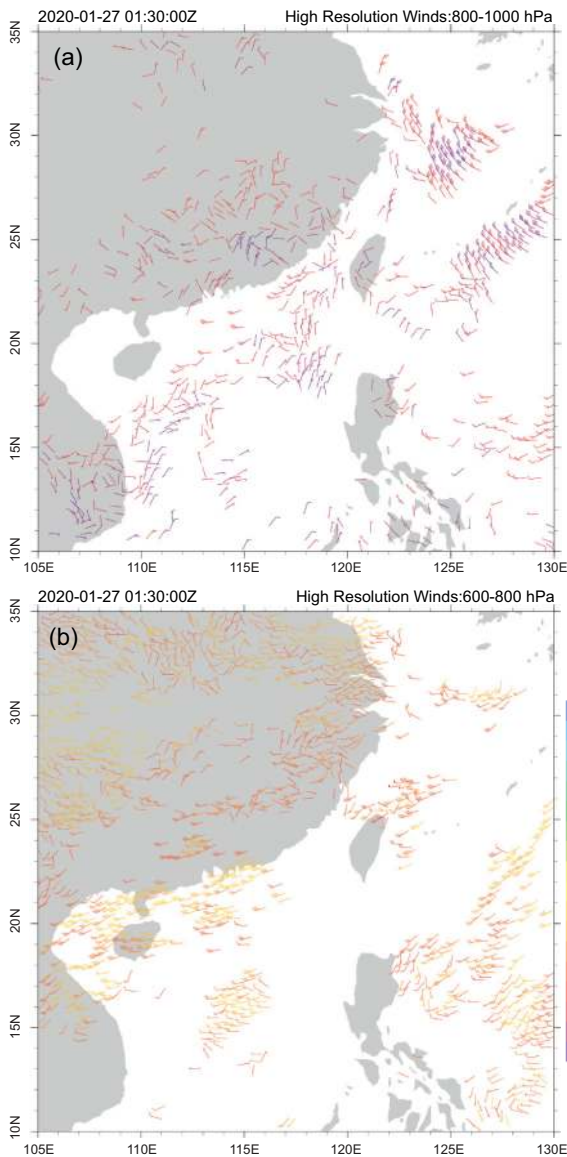 2020-01-27 01:30:00Z High Resolution Winds:800-1000 hPa
(a)
35N
30N
25N
20N
15N
10N
105E 110E 115E 120E 125E 130E
2020-01-27 01:30:00Z High Resolution Winds:600-800 hPa
(b)
35N
30N
25N
20N
15N
10N
105E 110E 115E 120E 125E 130E